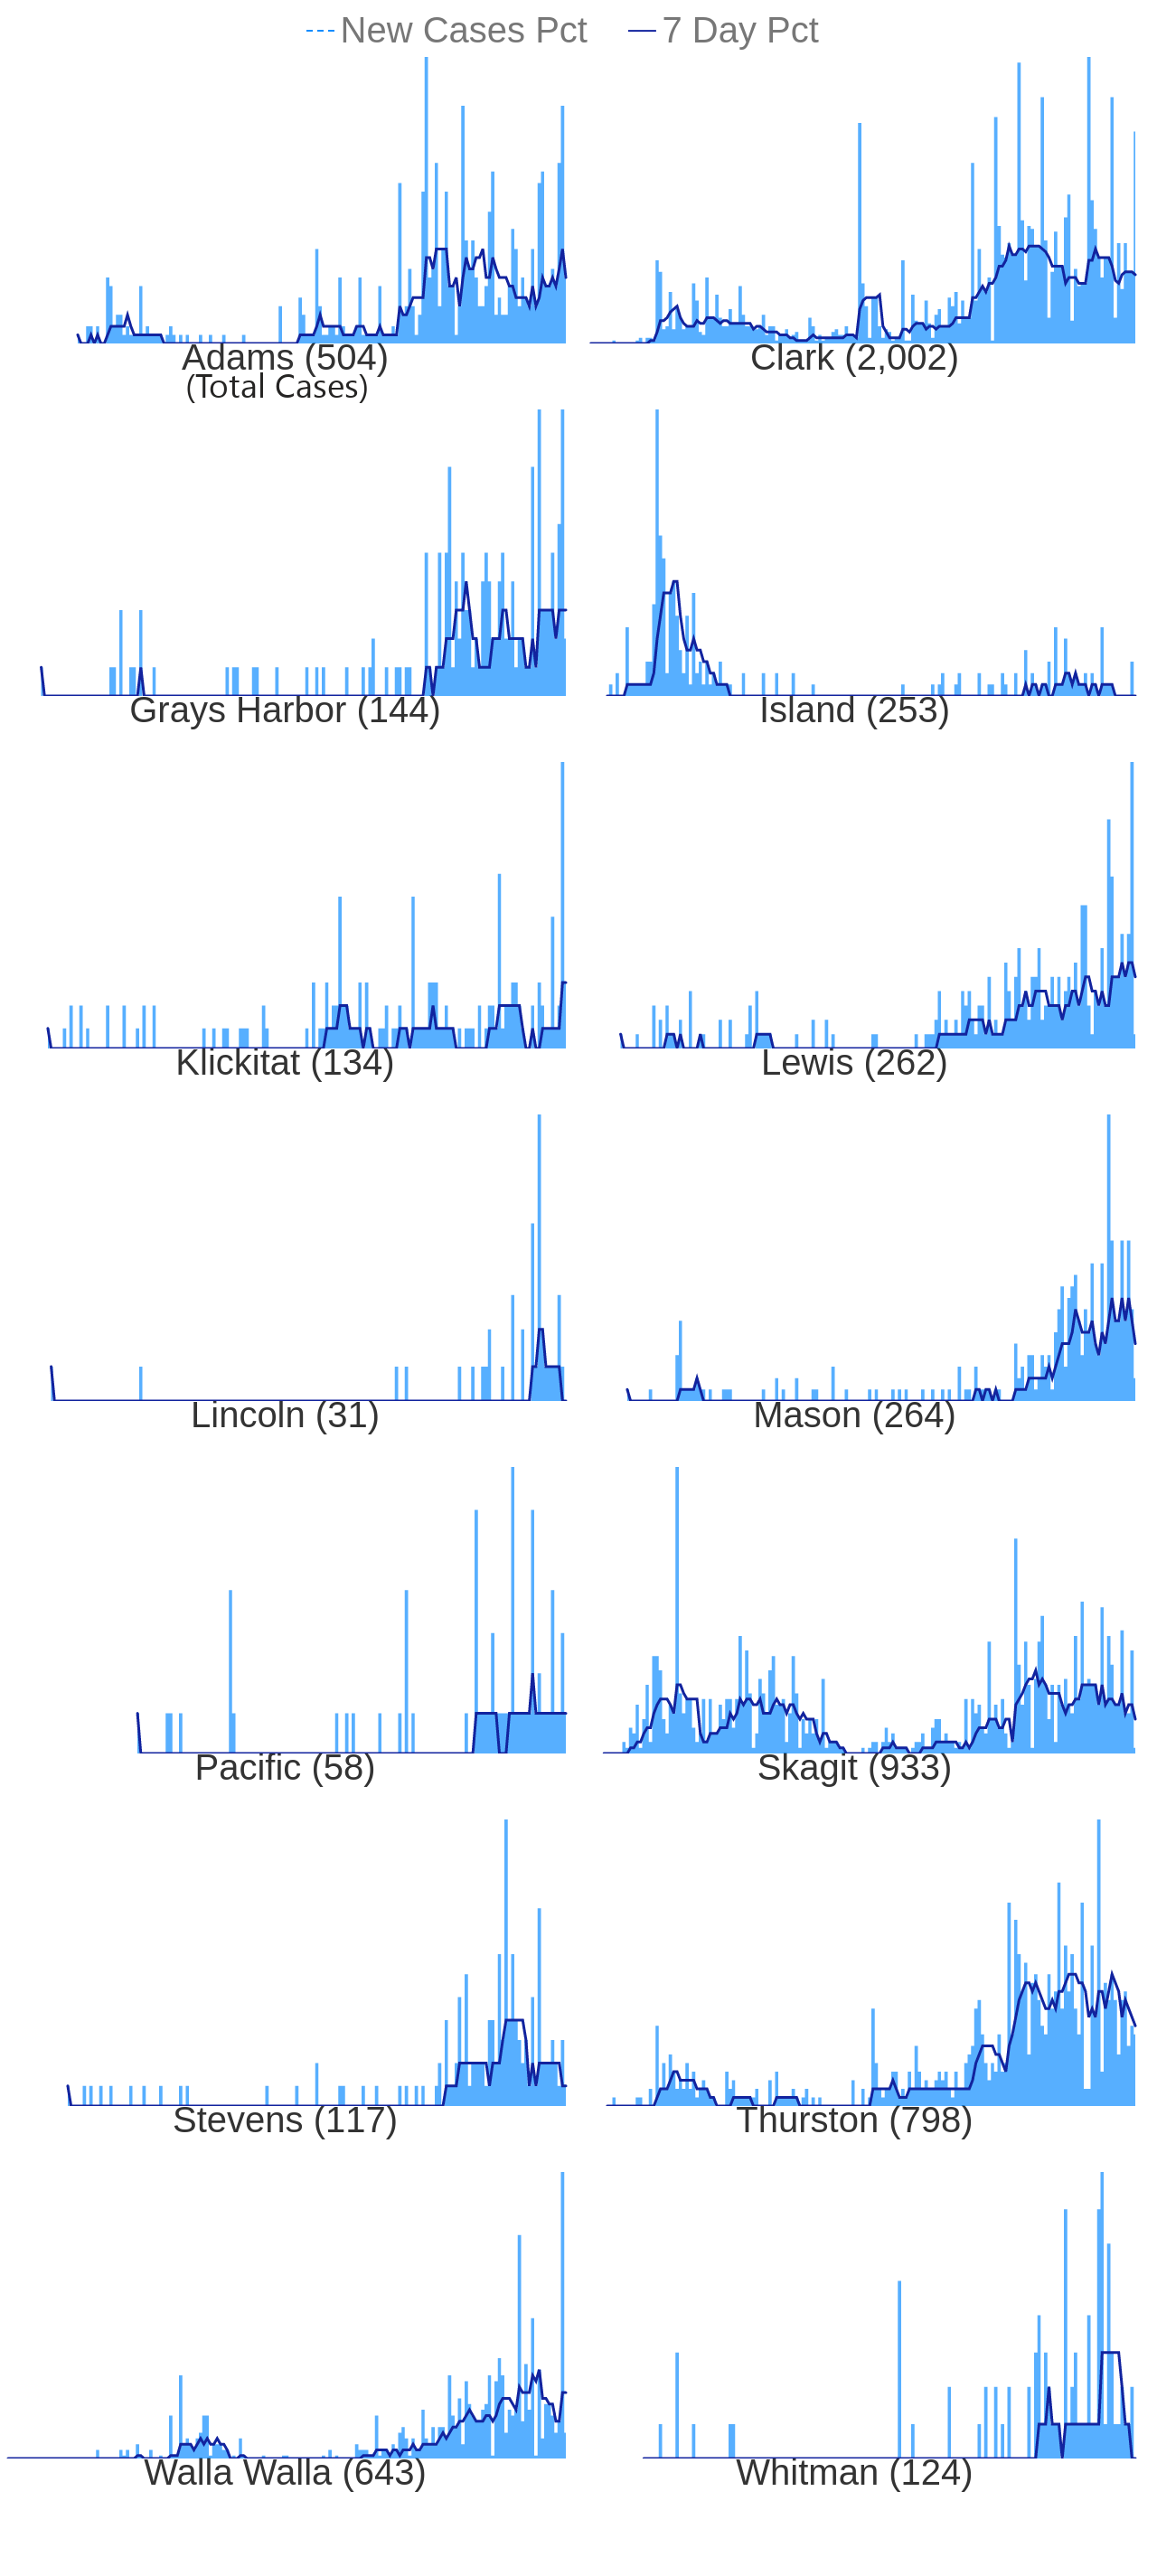 New Cases Pct 7 Day Pct
Adams (504) Clark (2,002)
(Total Cases)
Grays Harbor (144) Island (253)
Klickitat (134) Lewis (262)
Lincoln (31) Mason (264)
Pacific (58) Skagit (933)
Stevens (117) Thurston (798)
Walla Walla (643) Whitman (124)